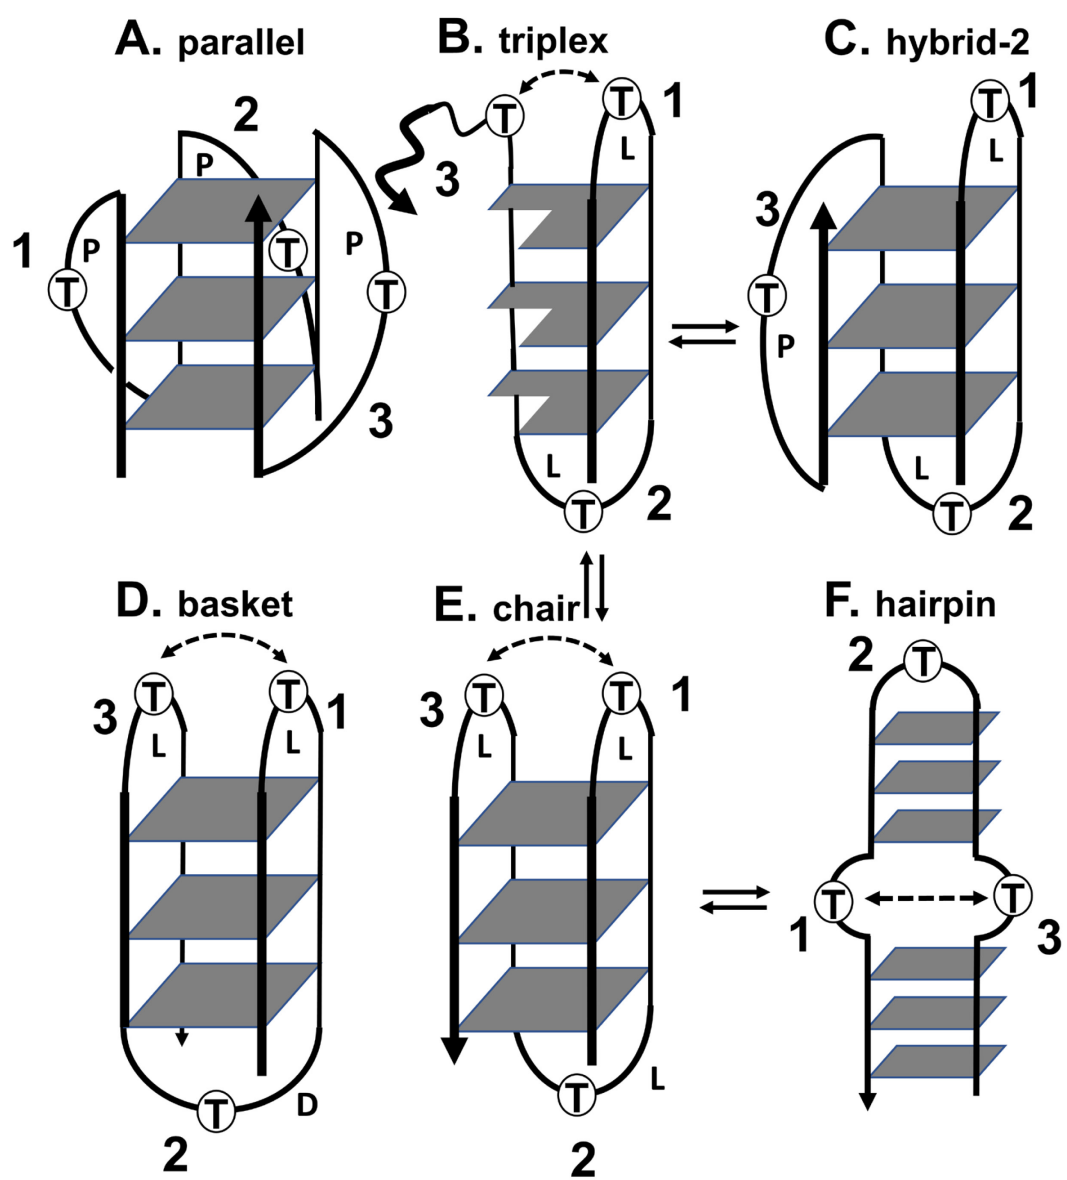 A. parallel
B. triplex
C. hybrid-2
2
P
1
P
T
T
P
T
3
T
T
1
L
3
L
T
2
T
1
L
3
T
P
L
T
2
D. basket
E. chair
F. hairpin
3
T
T
1
L
L
D
T
2
3
T
T
1
L
L
L
T
2
2
T
T
T
1
3